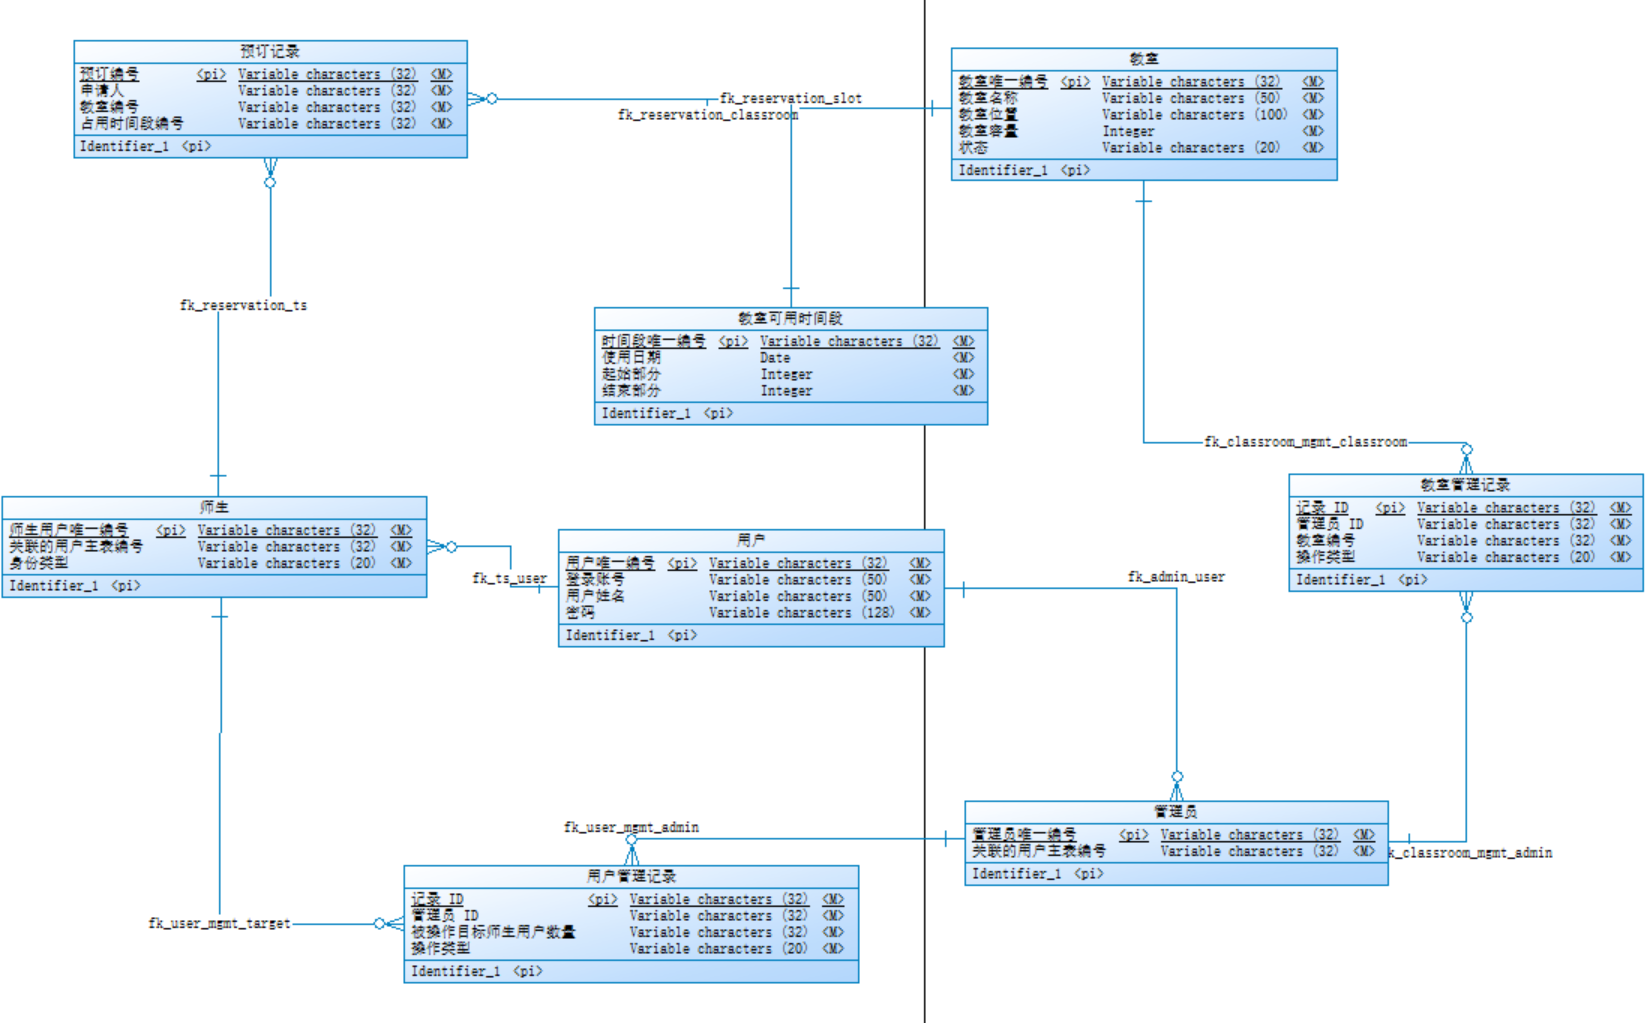 预订记录
预订编号 <pi> Variable characters (32) <M>
申请人 Variable characters (32) <M>
教室编号 Variable characters (32) <M>
占用时间段编号 Variable characters (32) <M>
Identifier_1 <pi>
教室
教室唯一编号 <pi> Variable characters (32) <M>
教室名称 Variable characters (50) <M>
教室位置 Variable characters (100) <M>
教室容量 Integer <M>
状态 Variable characters (20) <M>
Identifier_1 <pi>
fk_reservation_slot
fk_reservation_classroom
fk_reservation_ts
教室可用时间段
时间段唯一编号 <pi> Variable characters (32) <M>
使用日期 Date <M>
起始部分 Integer <M>
结束部分 Integer <M>
Identifier_1 <pi>
fk_classroom_mgmt_classroom
教室管理记录
记录 ID <pi> Variable characters (32) <M>
管理员 ID Variable characters (32) <M>
教室编号 Variable characters (32) <M>
操作类型 Variable characters (20) <M>
Identifier_1 <pi>
师生
师生用户唯一编号 <pi> Variable characters (32) <M>
关联的用户主表编号 Variable characters (32) <M>
身份类型 Variable characters (20) <M>
Identifier_1 <pi>
fk_ts_user
用户
用户唯一编号 <pi> Variable characters (32) <M>
登录账号 Variable characters (50) <M>
用户姓名 Variable characters (50) <M>
密码 Variable characters (128) <M>
Identifier_1 <pi>
fk_admin_user
管理员
管理员唯一编号 <pi> Variable characters (32) <M>
关联的用户主表编号 Variable characters (32) <M>
Identifier_1 <pi>
k_classroom_mgmt_admin
fk_user_mgmt_admin
用户管理记录
记录 ID <pi> Variable characters (32) <M>
管理员 ID Variable characters (32) <M>
被操作目标师生用户数量 Variable characters (32) <M>
操作类型 Variable characters (20) <M>
Identifier_1 <pi>
fk_user_mgmt_target